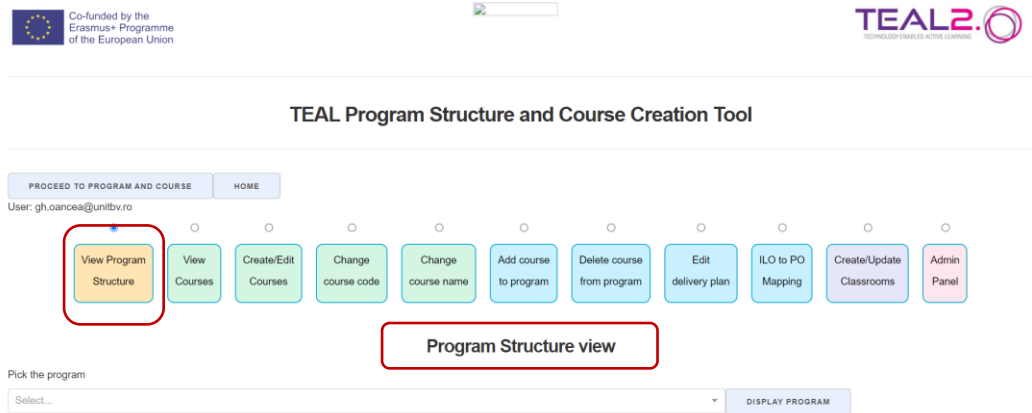 Co-funded by the
Erasmus+ Programme
of the European Union
TEAL2.
TECHNOLOGY ENABLED ACTIVE LEARNING
TEAL Program Structure and Course Creation Tool
PROCEED TO PROGRAM AND COURSE HOME
User: gh.oancea@unitbv.ro
View Program View Create/Edit Change Change Add course Delete course Edit ILO to PO Create/Update Admin
Structure Courses Courses course code course name to program from program delivery plan Mapping Classrooms Panel
Program Structure view
Pick the program
Select... DISPLAY PROGRAM